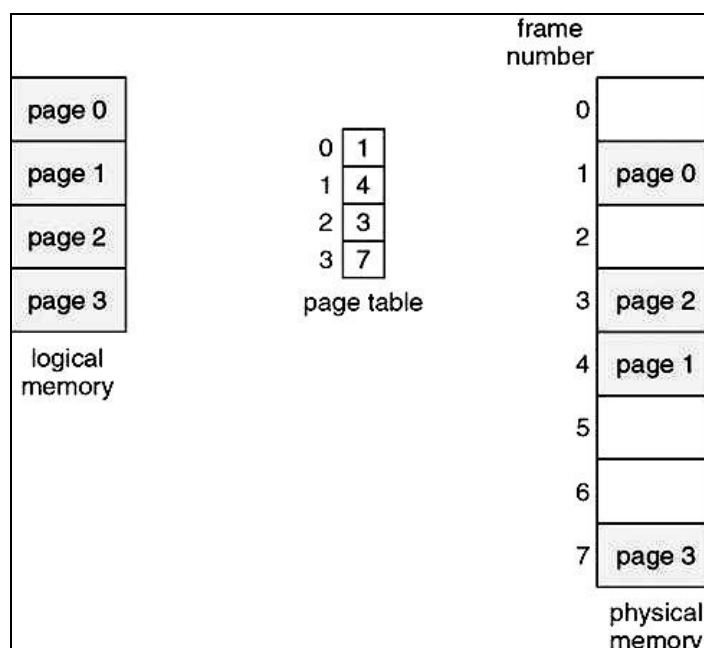 page 0
page 1
page 2
page 3
logical
memory
0 1
1 4
2 3
3 7
page table
frame
number
0
1 page 0
2
3 page 2
4 page 1
5
6
7 page 3
physical
memory